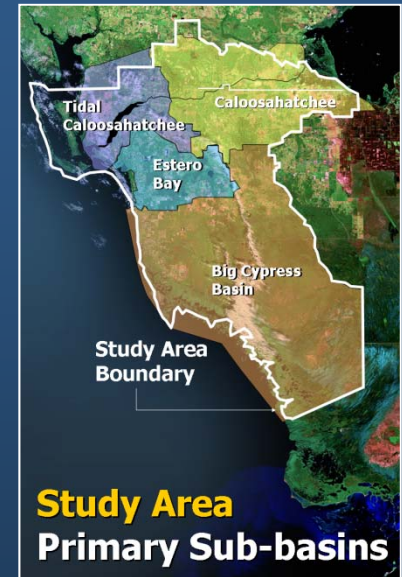 Tidal
Caloosahatchee
Caloosahatchee
Estero
Bay
Big Cypress
Basin
Study Area
Boundary
Study Area
Primary Sub-basins